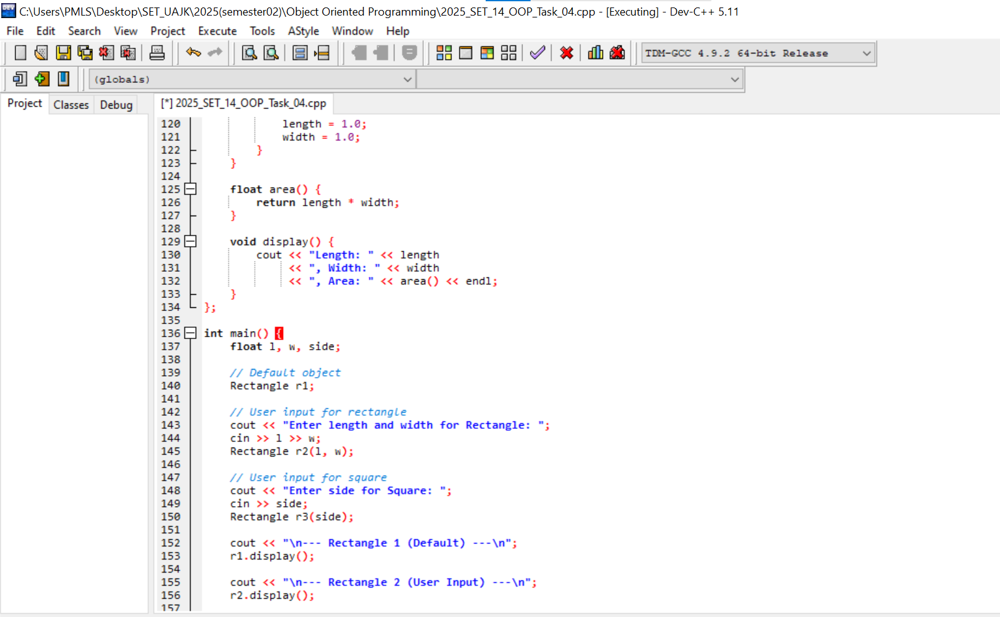 DEV C:\Users\PMLS\Desktop\SET_UAJK\2025(semester02)\Object Oriented Programming\2025_SET_14_OOP_Task_04.cpp - [Executing] - Dev-C++ 5.11
File Edit Search View Project Execute Tools AStyle Window Help
TDM-GCC 4.9.2 64-bit Release
(globals)
Project Classes Debug
[*] 2025_SET_14_OOP_Task_04.cpp
120             length = 1.0;
121             width = 1.0;
122         }
123     }
124
125     float area() {
126         return length * width;
127     }
128
129     void display() {
130         cout << "Length: " << length
131              << ", Width: " << width
132              << ", Area: " << area() << endl;
133     }
134 };
135
136 int main() {
137     float l, w, side;
138
139     // Default object
140     Rectangle r1;
141
142     // User input for rectangle
143     cout << "Enter length and width for Rectangle: ";
144     cin >> l >> w;
145     Rectangle r2(l, w);
146
147     // User input for square
148     cout << "Enter side for Square: ";
149     cin >> side;
150     Rectangle r3(side);
151
152     cout << "\n--- Rectangle 1 (Default) ---\n";
153     r1.display();
154
155     cout << "\n--- Rectangle 2 (User Input) ---\n";
156     r2.display();
157